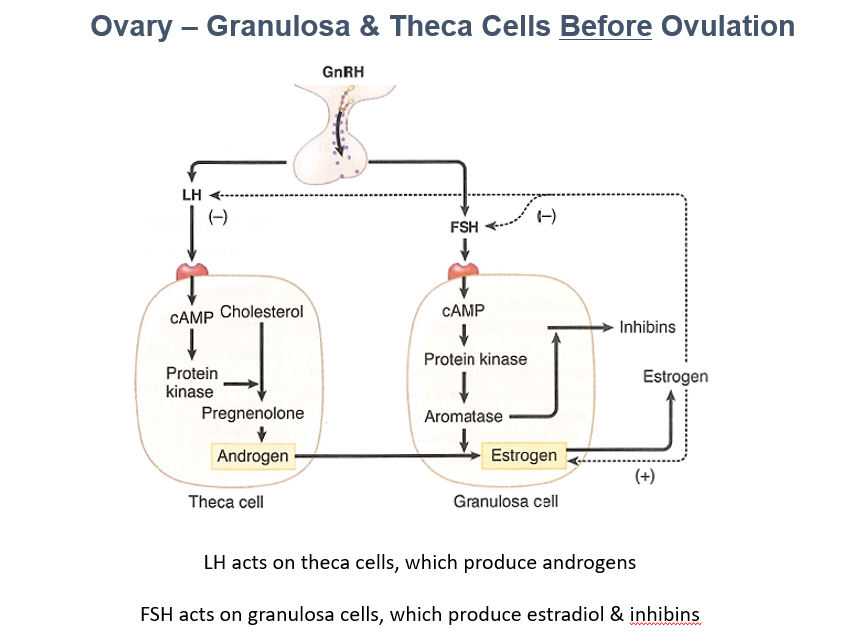 Ovary – Granulosa & Theca Cells Before Ovulation
GnRH
LH
(–)
FSH
(–)
cAMP
Cholesterol
Protein
kinase
Pregnenolone
Androgen
Theca cell
cAMP
Protein kinase
Aromatase
Estrogen
Granulosa cell
Inhibins
Estrogen
(+)
LH acts on theca cells, which produce androgens
FSH acts on granulosa cells, which produce estradiol & inhibins